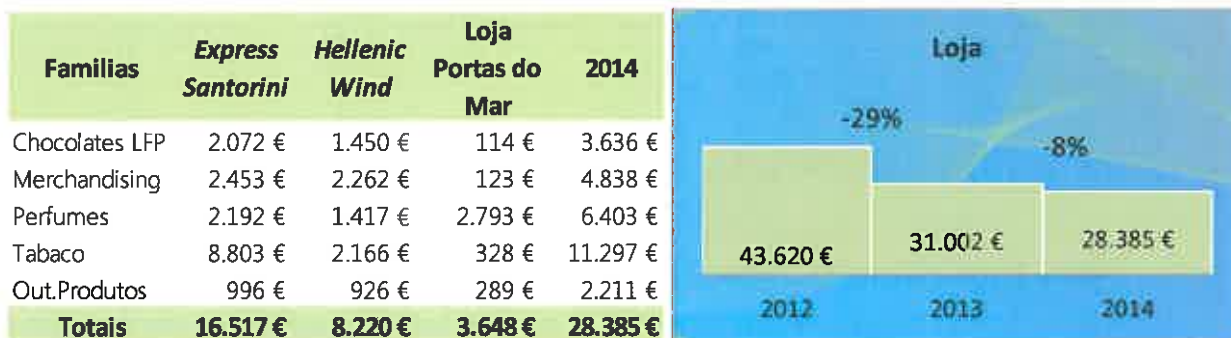 Familias Express Santorini Hellenic Wind Loja Portas do Mar 2014
Chocolates LFP 2.072 € 1.450 € 114 € 3.636 €
Merchandising 2.453 € 2.262 € 123 € 4.838 €
Perfumes 2.192 € 1.417 € 2.793 € 6.403 €
Tabaco 8.803 € 2.166 € 328 € 11.297 €
Out.Produtos 996 € 926 € 289 € 2.211 €
Totais 16.517 € 8.220 € 3.648 € 28.385 €
Loja
-29%
-8%
43.620 € 31.002 € 28.385 €
2012 2013 2014